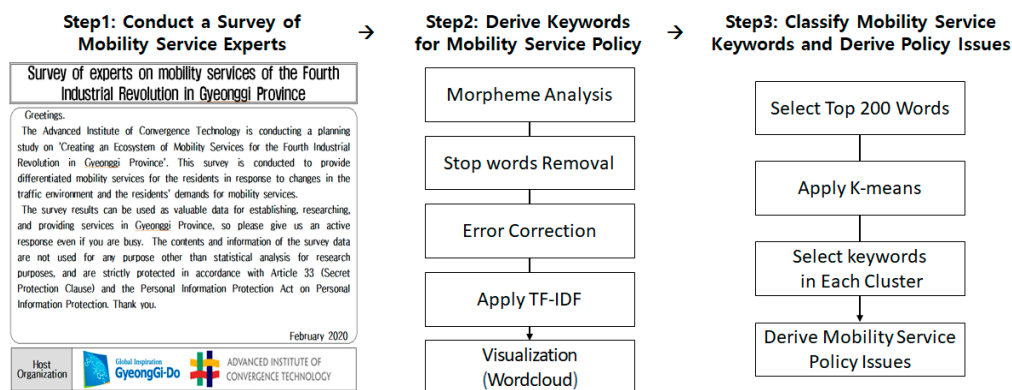 Step1: Conduct a Survey of
Mobility Service Experts
→
Step2: Derive Keywords
for Mobility Service Policy
→
Step3: Classify Mobility Service
Keywords and Derive Policy Issues
Survey of experts on mobility services of the Fourth
Industrial Revolution in Gyeonggi Province
Greetings.
The Advanced Institute of Convergence Technology is conducting a planning
study on 'Creating an Ecosystem of Mobility Services for the Fourth Industrial
Revolution in Gyeonggi Province'. This survey is conducted to provide
differentiated mobility services for the residents in response to changes in the
traffic environment and the residents' demands for mobility services.
The survey results can be used as valuable data for establishing, researching,
and providing services in Gyeonggi Province, so please give us an active
response even if you are busy. The contents and information of the survey data
are not used for any purpose other than statistical analysis for research
purposes, and are strictly protected in accordance with Article 33 (Secret
Protection Clause) and the Personal Information Protection Act on Personal
Information Protection. Thank you.
February 2020
Host
Organization
Global Inspiration
GyeongGi-Do
ADVANCED INSTITUTE OF
CONVERGENCE TECHNOLOGY
Morpheme Analysis
Stop words Removal
Error Correction
Apply TF-IDF
Visualization
(Wordcloud)
Select Top 200 Words
Apply K-means
Select keywords
in Each Cluster
Derive Mobility Service
Policy Issues